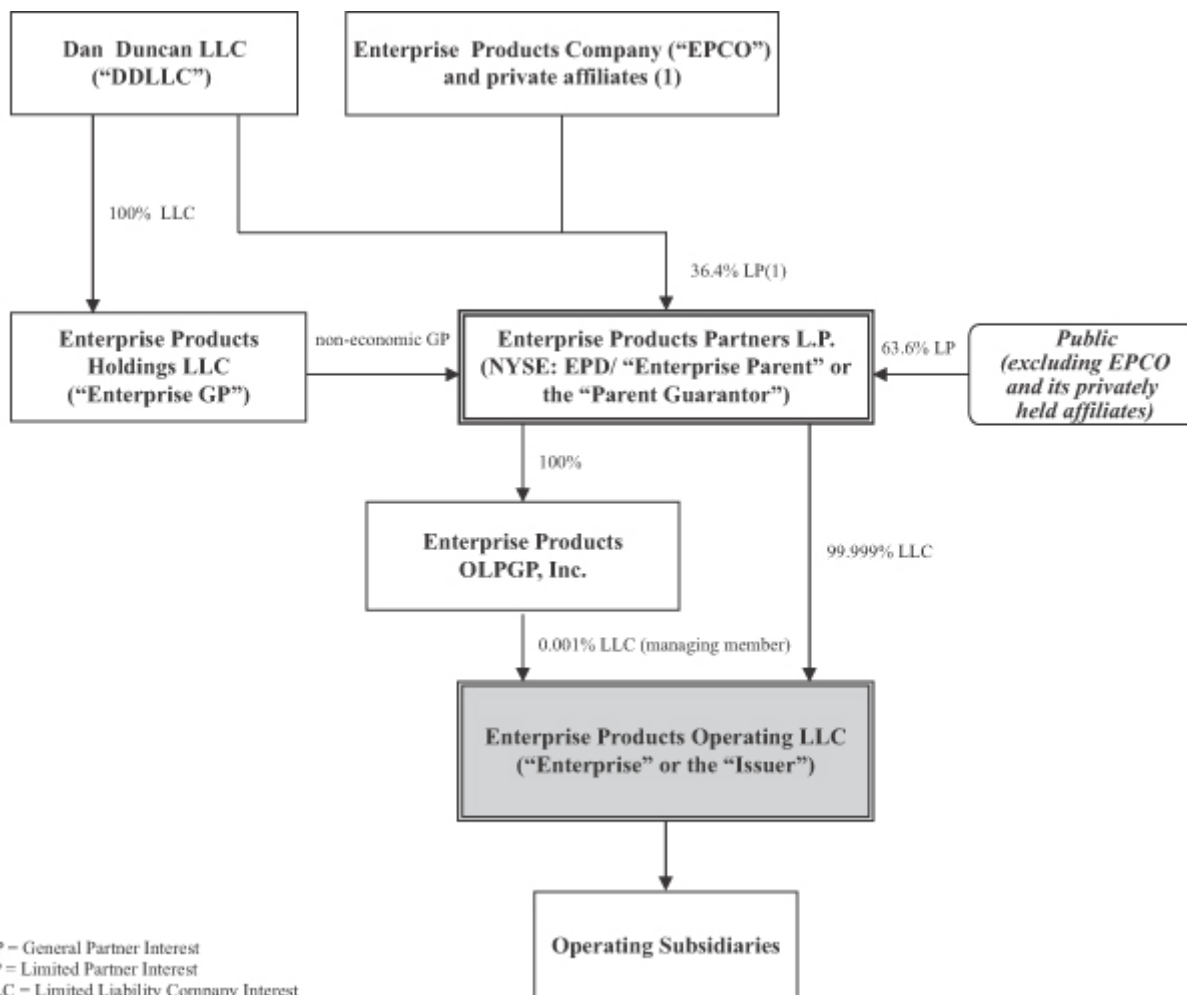 Dan Duncan LLC
(“DDLLC”)
Enterprise Products Company (“EPCO”)
and private affiliates (1)
100% LLC
36.4% LP(1)
Enterprise Products
Holdings LLC
(“Enterprise GP”)
non-economic GP
Enterprise Products Partners L.P.
(NYSE: EPD/ “Enterprise Parent” or
the “Parent Guarantor”)
63.6% LP
Public
(excluding EPCO
and its privately
held affiliates)
100%
Enterprise Products
OLPGP, Inc.
99.999% LLC
0.001% LLC (managing member)
Enterprise Products Operating LLC
(“Enterprise” or the “Issuer”)
Operating Subsidiaries
P = General Partner Interest
P = Limited Partner Interest
LC = Limited Liability Company Interest